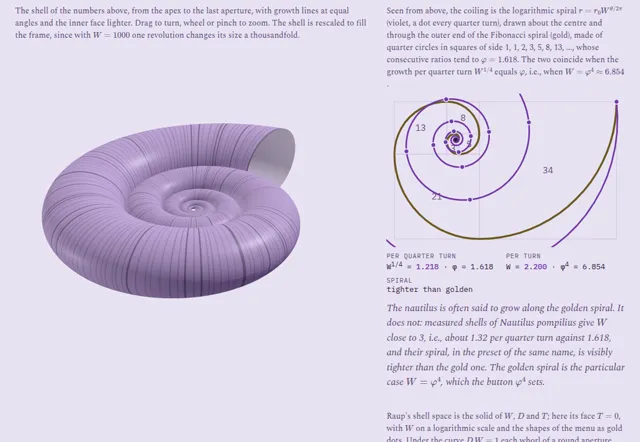 The shell of the numbers above, from the apex to the last aperture, with growth lines at equal
angles and the inner face lighter. Drag to turn, wheel or pinch to zoom. The shell is rescaled to fill
the frame, since with W = 1000 one revolution changes its size a thousandfold.
Seen from above, the coiling is the logarithmic spiral r = r₀W^θ/2π
(violet, a dot every quarter turn), drawn about the centre and
through the outer end of the Fibonacci spiral (gold), made of
quarter circles in squares of side 1, 1, 2, 3, 5, 8, 13, ..., whose
consecutive ratios tend to φ = 1.618. The two coincide when the
growth per quarter turn W^1/4 equals φ, i.e., when W = φ⁴ ≈ 6.854
.
8
13
34
21
PER QUARTER TURN
W^1/4 = 1.218 · φ = 1.618
PER TURN
W = 2.200 · φ⁴ = 6.854
SPIRAL
tighter than golden
The nautilus is often said to grow along the golden spiral. It
does not: measured shells of Nautilus pompilius give W
close to 3, i.e., about 1.32 per quarter turn against 1.618,
and their spiral, in the preset of the same name, is visibly
tighter than the gold one. The golden spiral is the particular
case W = φ⁴, which the button φ⁴ sets.
Raup's shell space is the solid of W, D and T; here its face T = 0,
with W on a logarithmic scale and the shapes of the menu as gold
dots. Under the curve D W = 1 each whorl of a round aperture